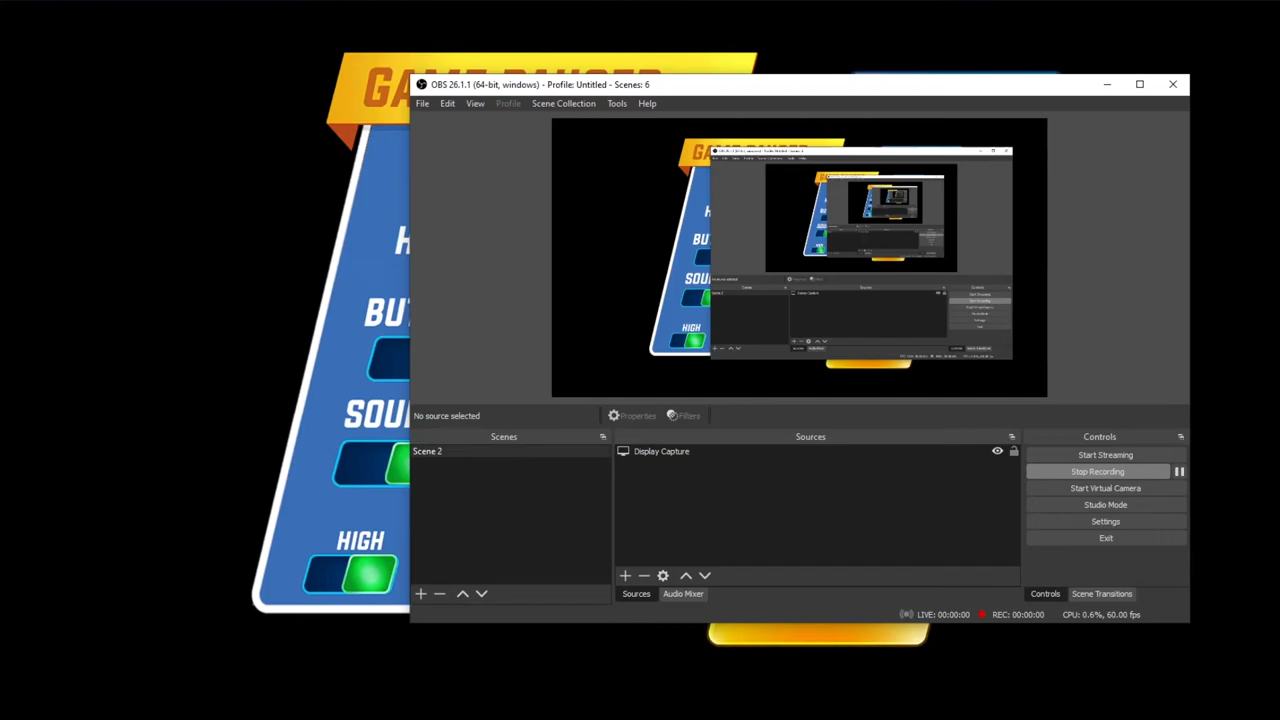 OBS 26.1.1 (64-bit, windows) - Profile: Untitled - Scenes: 6
File Edit View Profile Scene Collection Tools Help
BUT
SOU
HIGH
No source selected
Properties Filters
Scenes Sources Controls
Scene 2
Display Capture
Start Streaming
Stop Recording
Start Virtual Camera
Studio Mode
Settings
Exit
Sources Audio Mixer
Controls Scene Transitions
LIVE: 00:00:00 REC: 00:00:00 CPU: 0.6%, 60.00 fps